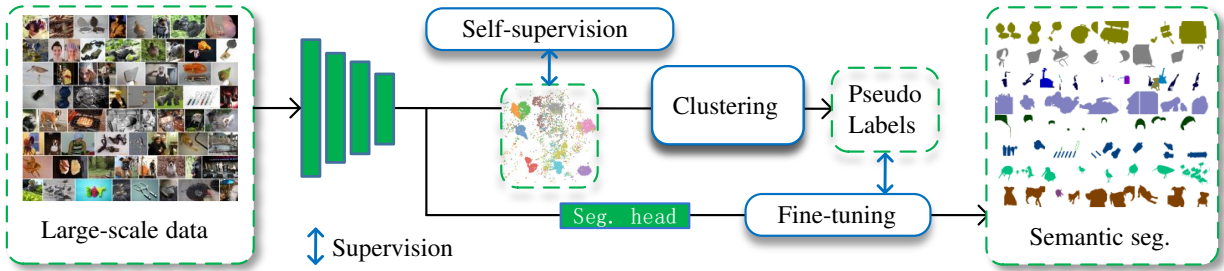 Self-supervision
Clustering
Pseudo
Labels
Seg. head
Fine-tuning
Large-scale data
Supervision
Semantic seg.